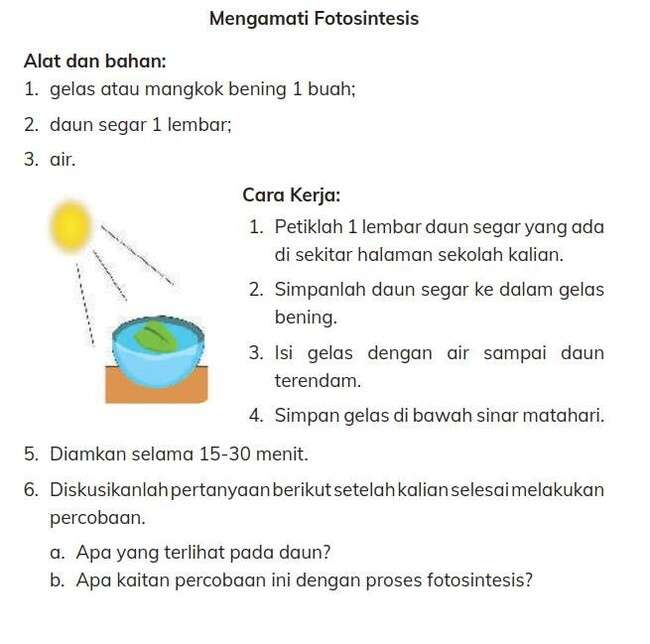 Mengamati Fotosintesis
Alat dan bahan:
1. gelas atau mangkok bening 1 buah;
2. daun segar 1 lembar;
3. air.
Cara Kerja:
1. Petiklah 1 lembar daun segar yang ada
di sekitar halaman sekolah kalian.
2. Simpanlah daun segar ke dalam gelas
bening.
3. Isi gelas dengan air sampai daun
terendam.
4. Simpan gelas di bawah sinar matahari.
5. Diamkan selama 15-30 menit.
6. Diskusikanlah pertanyaan berikut setelah kalian selesai melakukan
percobaan.
a. Apa yang terlihat pada daun?
b. Apa kaitan percobaan ini dengan proses fotosintesis?